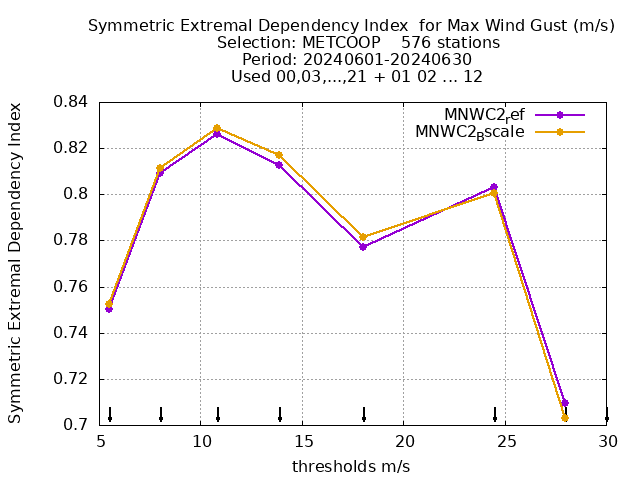 Symmetric Extremal Dependency Index for Max Wind Gust (m/s)
Selection: METCOOP 576 stations
Period: 20240601-20240630
Used 00,03,...,21 + 01 02 ... 12
MNWC2ref
MNWC2Bscale
Symmetric Extremal Dependency Index
0.84
0.82
0.8
0.78
0.76
0.74
0.72
0.7
5 10 15 20 25 30
thresholds m/s